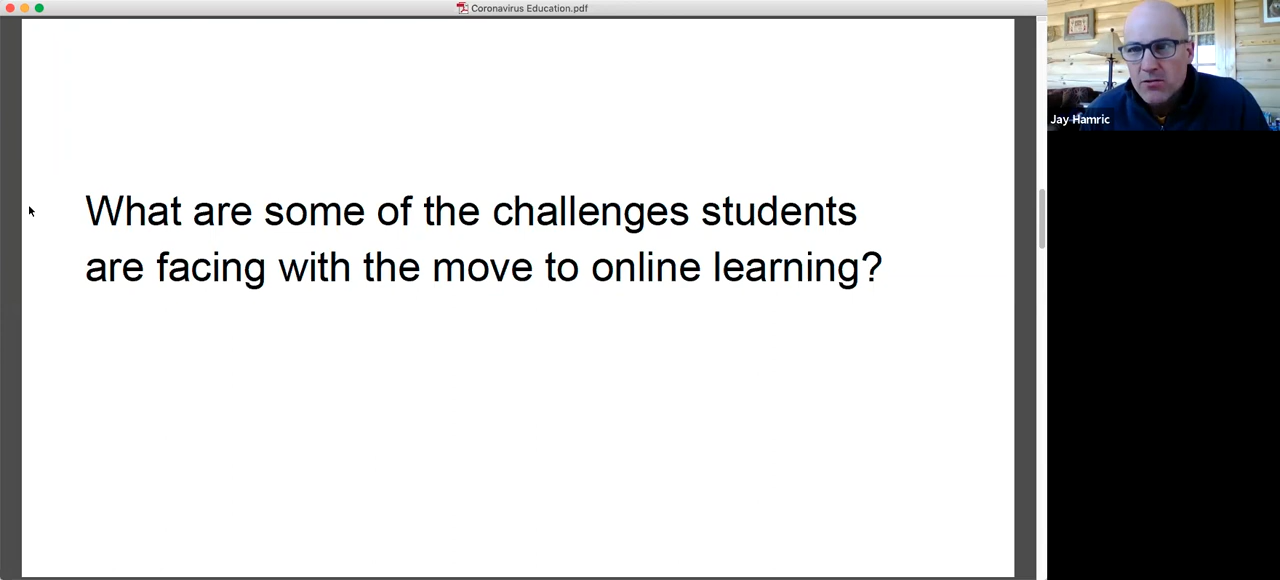 Coronavirus Education.pdf
What are some of the challenges students
are facing with the move to online learning?
Jay Hamric